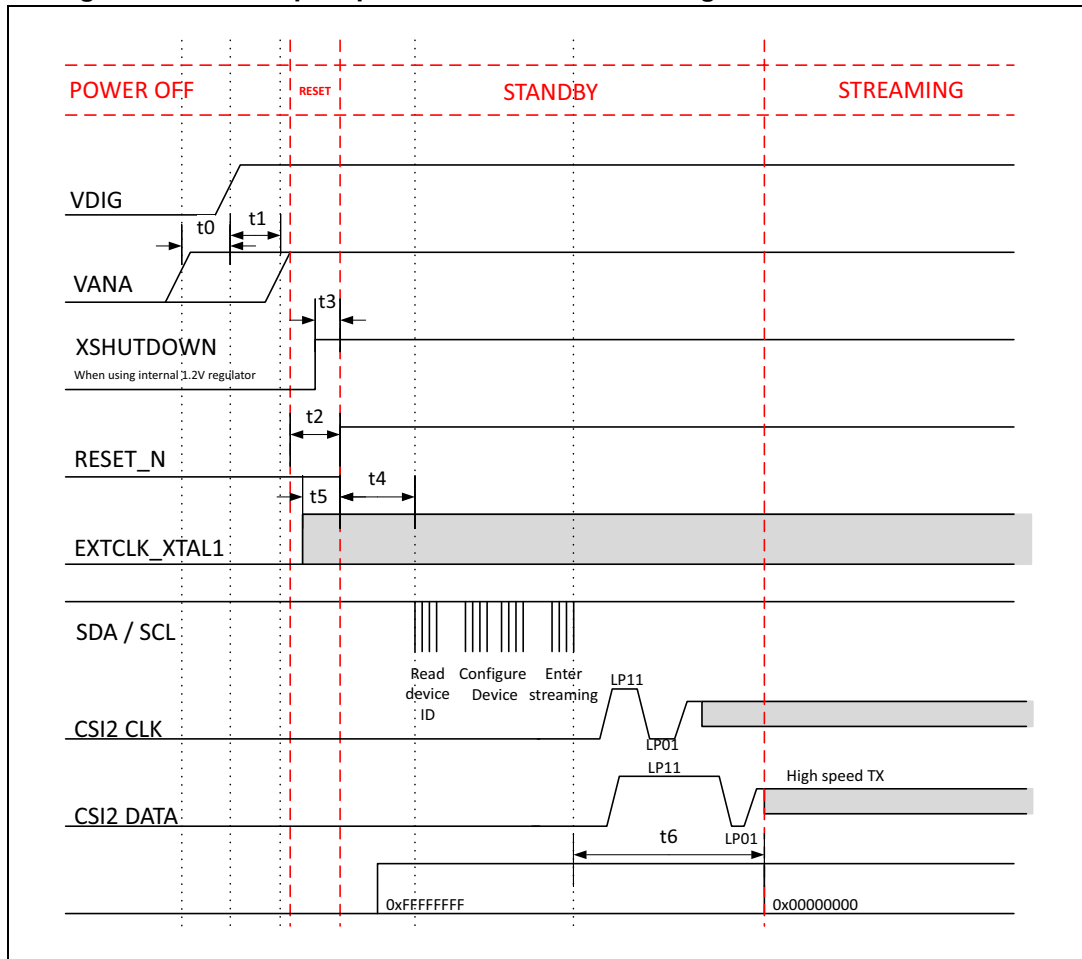 POWER OFF
RESET
STANDBY
STREAMING
VDIG
t0
t1
VANA
t3
XSHUTDOWN
When using internal 1.2V regulator
t2
RESET_N
t4
t5
EXTCLK_XTAL1
SDA / SCL
Read device ID
Configure Device
Enter streaming
LP11
CSI2 CLK
LP01
LP11
High speed TX
CSI2 DATA
t6
LP01
0xFFFFFFFF
0x00000000